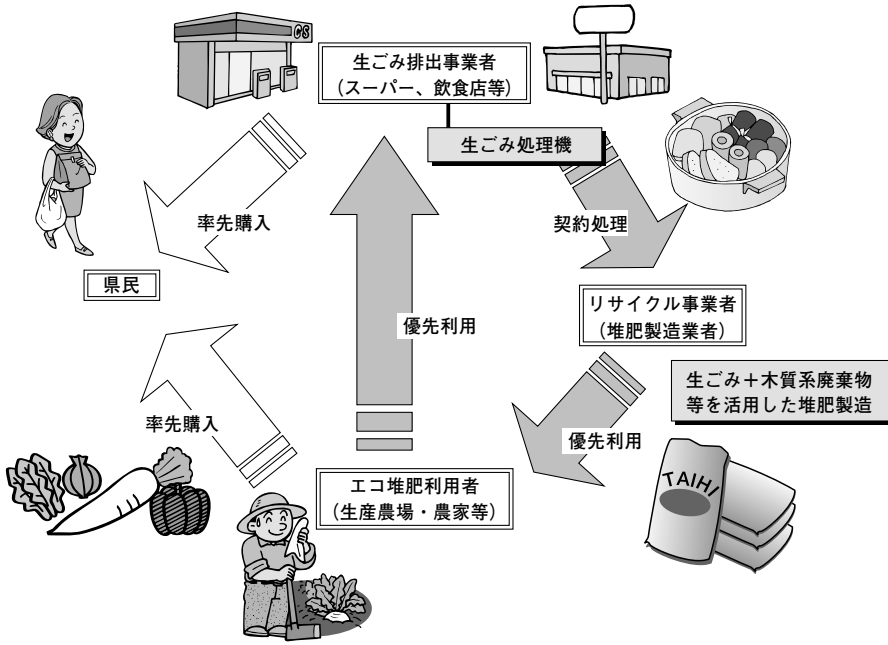 CS
生ごみ排出事業者
（スーパー、飲食店等）
生ごみ処理機
率先購入
契約処理
県民
リサイクル事業者
（堆肥製造業者）
優先利用
生ごみ＋木質系廃棄物
等を活用した堆肥製造
率先購入
優先利用
エコ堆肥利用者
（生産農場・農家等）
TAIHI